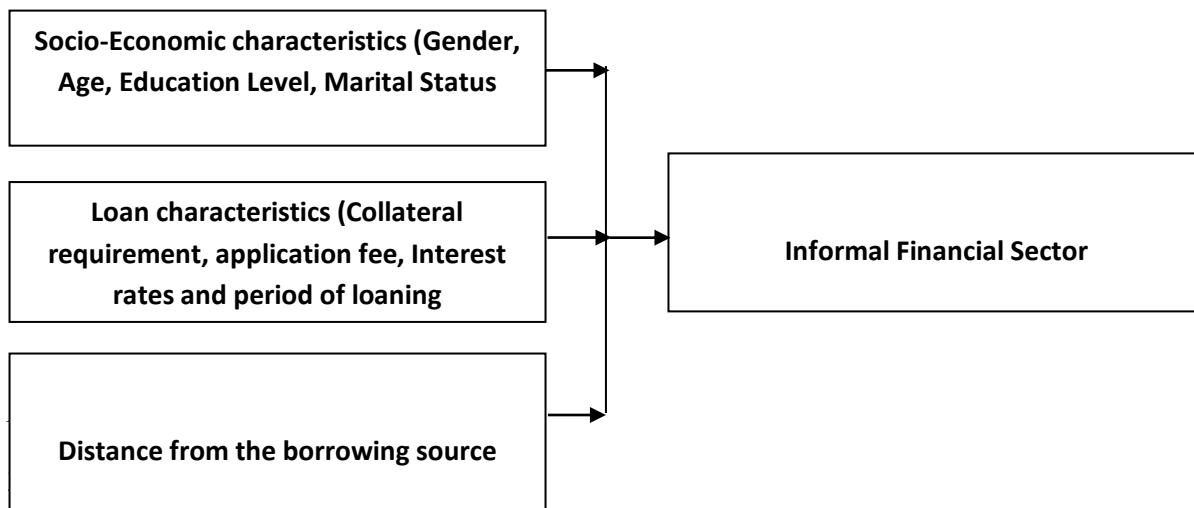 Socio-Economic characteristics (Gender,
Age, Education Level, Marital Status
Loan characteristics (Collateral
requirement, application fee, Interest
rates and period of loaning
Informal Financial Sector
Distance from the borrowing source